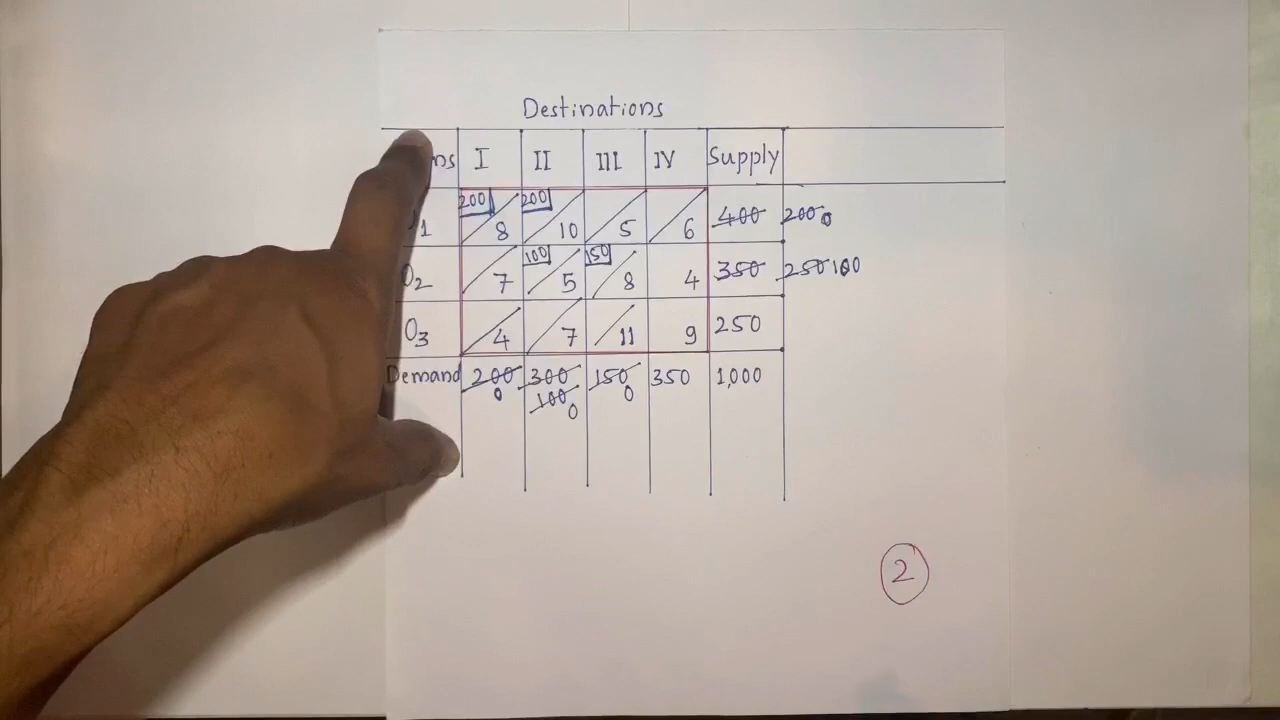 Destinations
ns I II III IV Supply
1 200 8 200 10 5 6 400 200 0
O2 7 100 5 150 8 4 350 250 100
O3 4 7 11 9 250
Demand 200 300 150 350 1,000
0 100 0 0
2